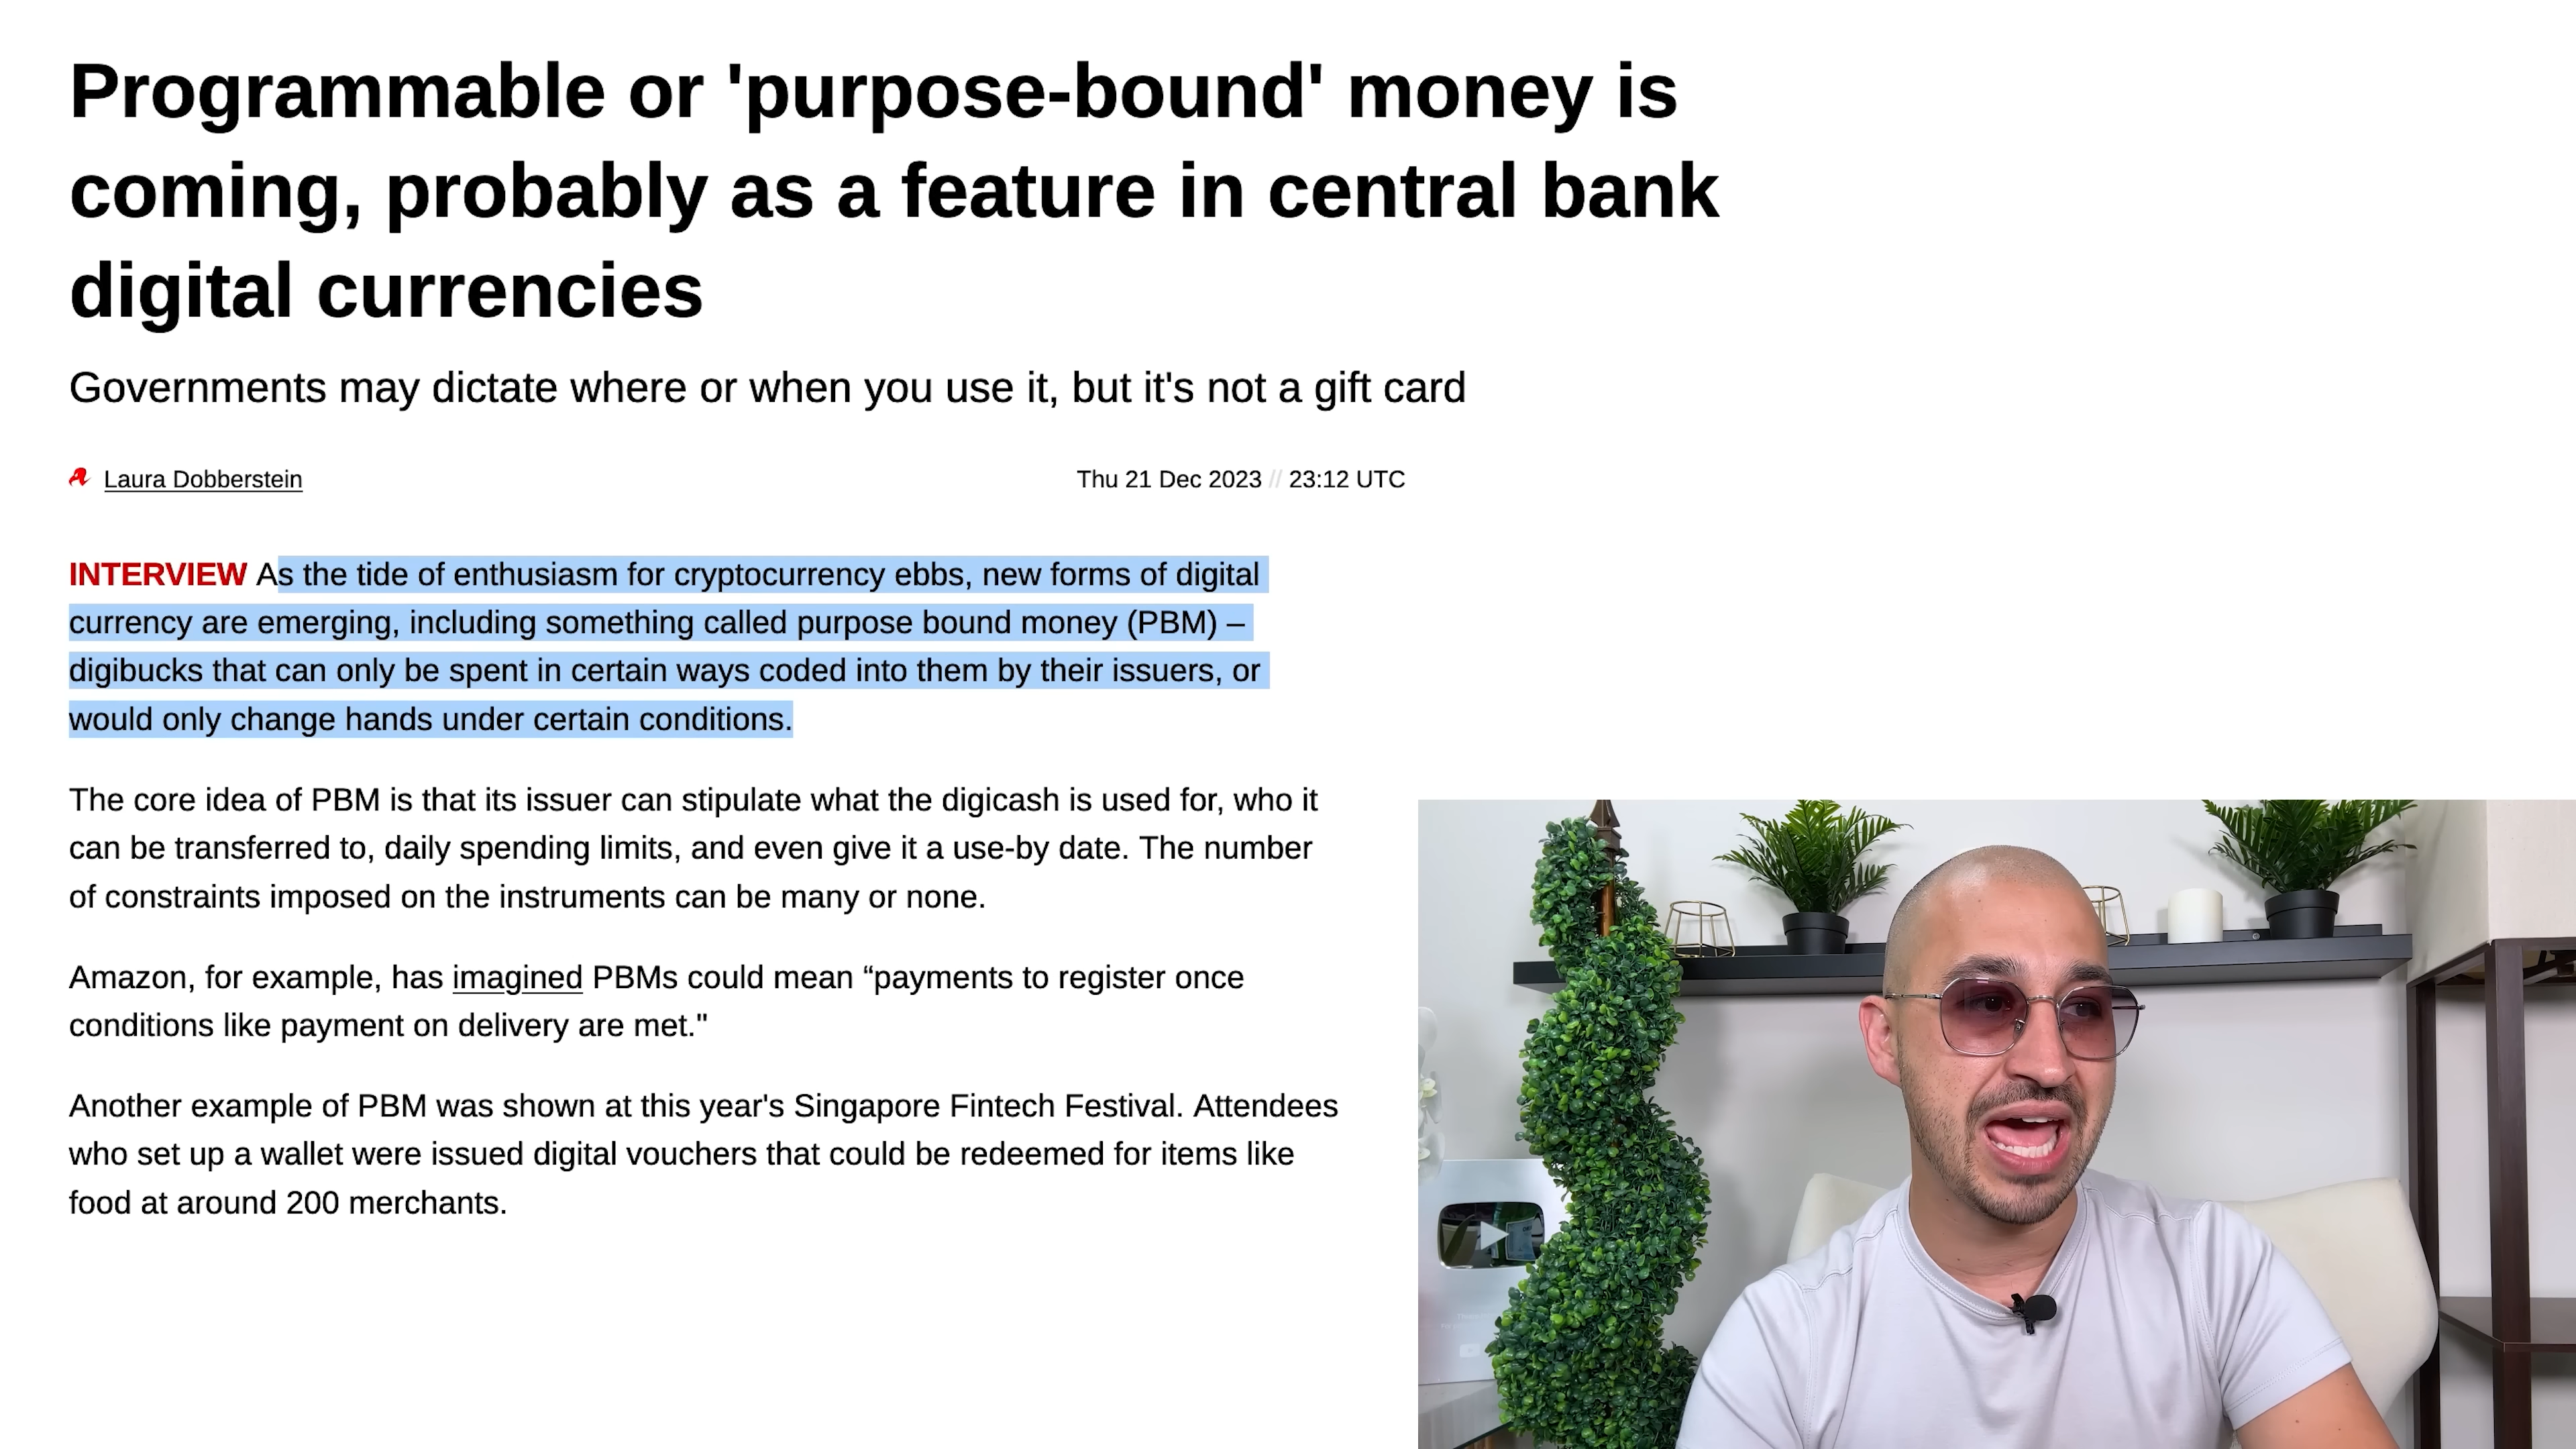 Programmable or 'purpose-bound' money is
coming, probably as a feature in central bank
digital currencies
Governments may dictate where or when you use it, but it's not a gift card
Laura Dobberstein
Thu 21 Dec 2023 // 23:12 UTC
INTERVIEW As the tide of enthusiasm for cryptocurrency ebbs, new forms of digital
currency are emerging, including something called purpose bound money (PBM) –
digibucks that can only be spent in certain ways coded into them by their issuers, or
would only change hands under certain conditions.
The core idea of PBM is that its issuer can stipulate what the digicash is used for, who it
can be transferred to, daily spending limits, and even give it a use-by date. The number
of constraints imposed on the instruments can be many or none.
Amazon, for example, has imagined PBMs could mean “payments to register once
conditions like payment on delivery are met."
Another example of PBM was shown at this year's Singapore Fintech Festival. Attendees
who set up a wallet were issued digital vouchers that could be redeemed for items like
food at around 200 merchants.